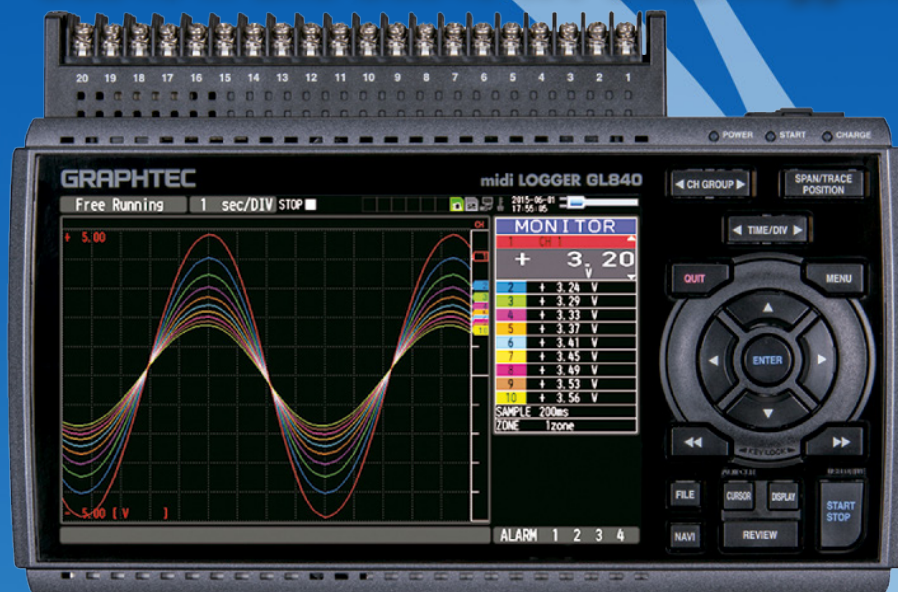 20 19 18 17 16 15 14 13 12 11 10 9 8 7 6 5 4 3 2 1
POWER START CHARGE
GRAPHTEC
midi LOGGER GL840
CH GROUP
SPAN/TRACE
POSITION
TIME/DIV
QUIT
MENU
ENTER
KEY LOCK
FILE
CURSOR
DISPLAY
START
STOP
NAVI
REVIEW
Free Running
1 sec/DIV
STOP
2015-06-01
17:55:05
CH
+ 5.00
- 5.00 [ V ]
MONITOR
1 CH 1
+ 3.20
V
2 + 3.24 V
3 + 3.29 V
4 + 3.33 V
5 + 3.37 V
6 + 3.41 V
7 + 3.45 V
8 + 3.49 V
9 + 3.53 V
10 + 3.56 V
SAMPLE 200ms
ZONE 1zone
ALARM 1 2 3 4